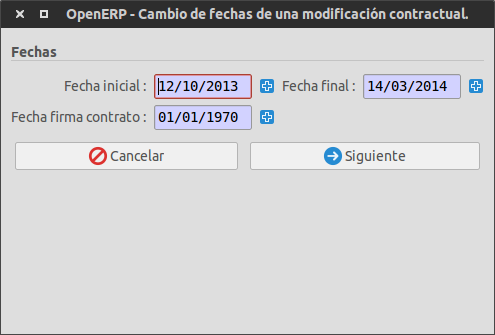 OpenERP - Cambio de fechas de una modificación contractual.
Fechas
Fecha inicial : 12/10/2013 Fecha final : 14/03/2014
Fecha firma contrato : 01/01/1970
Cancelar Siguiente